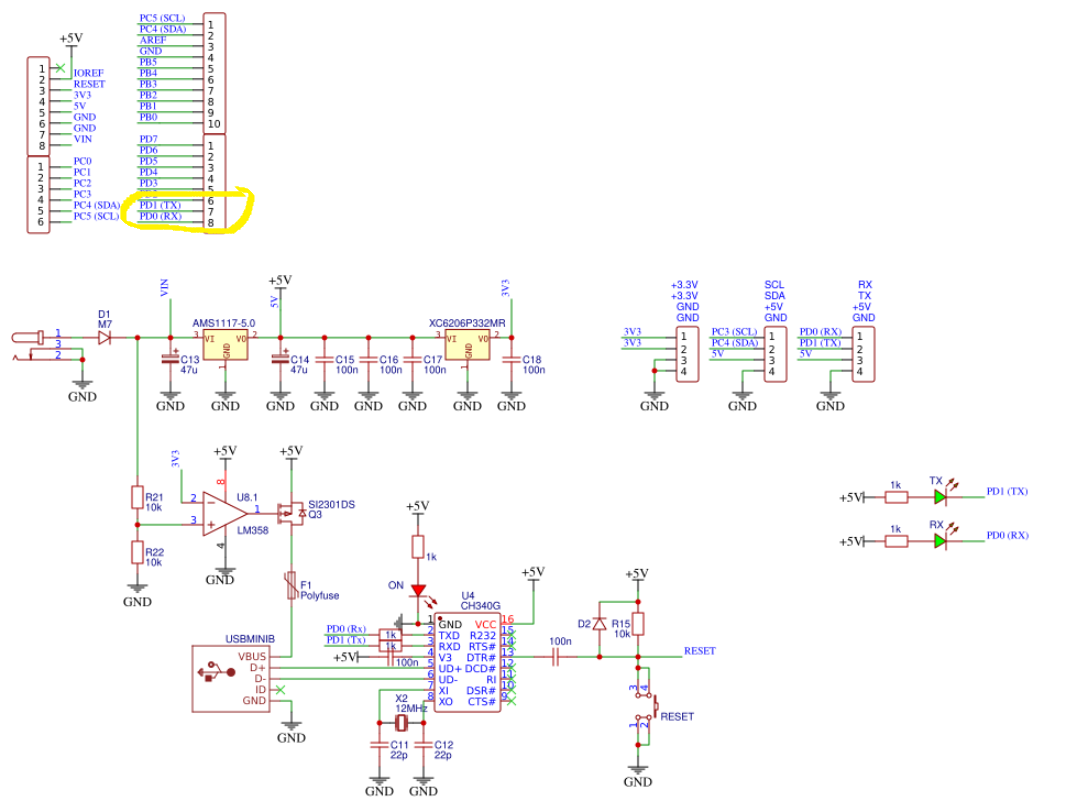 PC5 (SCL) 1
PC4 (SDA) 2
AREF 3
GND 4
PB5 5
PB4 6
PB3 7
PB2 8
PB1 9
PB0 10
+5V
1
2 IOREF
3 RESET
4 3V3
5 5V
6 GND
7 GND
8 VIN
PD7 1
PD6 2
PD5 3
PD4 4
PD3 5
6
PD1 (TX) 7
PD0 (RX) 8
1 PC0
2 PC1
3 PC2
4 PC3
5 PC4 (SDA)
6 PC5 (SCL)
1
3
2
GND
D1
M7
VIN
C13
47u
GND
AMS1117-5.0
3 VI VO 2
GND
1
GND
+5V
5V
C14
47u
GND
C15
100n
GND
C16
100n
GND
C17
100n
GND
XC6206P332MR
3 VI VO 2
GND
1
GND
3V3
C18
100n
GND
+3.3V
+3.3V
GND
GND
3V3 1
3V3 2
3
4
GND
SCL
SDA
+5V
GND
PC3 (SCL) 1
PC4 (SDA) 2
5V 3
4
GND
RX
TX
+5V
GND
PD0 (RX) 1
PD1 (TX) 2
5V 3
4
GND
R21
10k
R22
10k
GND
3V3
+5V
8
2
3
1
4
U8.1
LM358
GND
+5V
SI2301DS
Q3
F1
Polyfuse
+5V 1k TX PD1 (TX)
+5V 1k RX PD0 (RX)
USBMINIB
VBUS
D+
D-
ID
GND
GND
+5V
1k
ON
U4
CH340G
PD0 (Rx) 1k
PD1 (Tx) 1k
+5V 100n
1 GND VCC 16
2 TXD R232 15
3 RXD RTS# 14
4 V3 DTR# 13
5 UD+ DCD# 12
6 UD- RI 11
7 XI DSR# 10
8 XO CTS# 9
X2
12MHz
C11
22p
C12
22p
GND
GND
+5V
100n
+5V
D2
R15
10k
RESET
3 4
1 2
RESET
GND